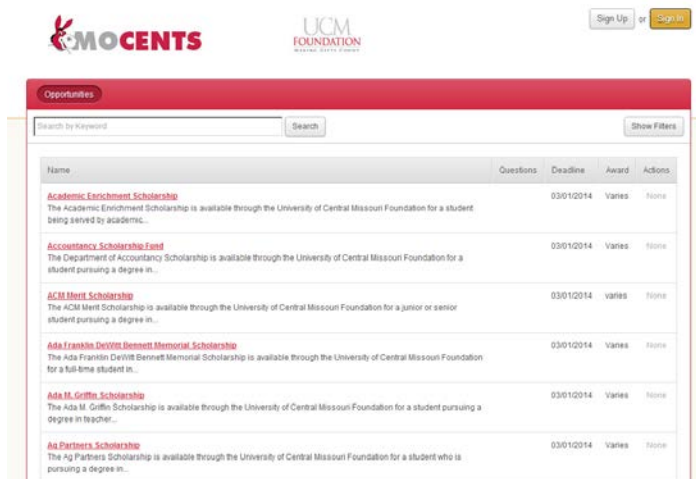 MOCENTS
UCM
FOUNDATION
MAKING GIFTS COUNT
Sign Up or Sign In
Opportunities
Search by Keyword Search Show Filters
Name Questions Deadline Award Actions
Academic Enrichment Scholarship 03/01/2014 Varies None
The Academic Enrichment Scholarship is available through the University of Central Missouri Foundation for a student
being served by academic...
Accountancy Scholarship Fund 03/01/2014 Varies None
The Department of Accountancy Scholarship is available through the University of Central Missouri Foundation for a
student pursuing a degree in...
ACM Merit Scholarship 03/01/2014 varies None
The ACM Merit Scholarship is available through the University of Central Missouri Foundation for a junior or senior
student pursuing a degree in...
Ada Franklin DeWitt Bennett Memorial Scholarship 03/01/2014 Varies None
The Ada Franklin DeWitt Bennett Memorial Scholarship is available through the University of Central Missouri Foundation
for a full-time student in...
Ada M. Griffin Scholarship 03/01/2014 Varies None
The Ada M. Griffin Scholarship is available through the University of Central Missouri Foundation for a student pursuing a
degree in teacher...
Ag Partners Scholarship 03/01/2014 Varies None
The Ag Partners Scholarship is available through the University of Central Missouri Foundation for a student who is
pursuing a degree in...